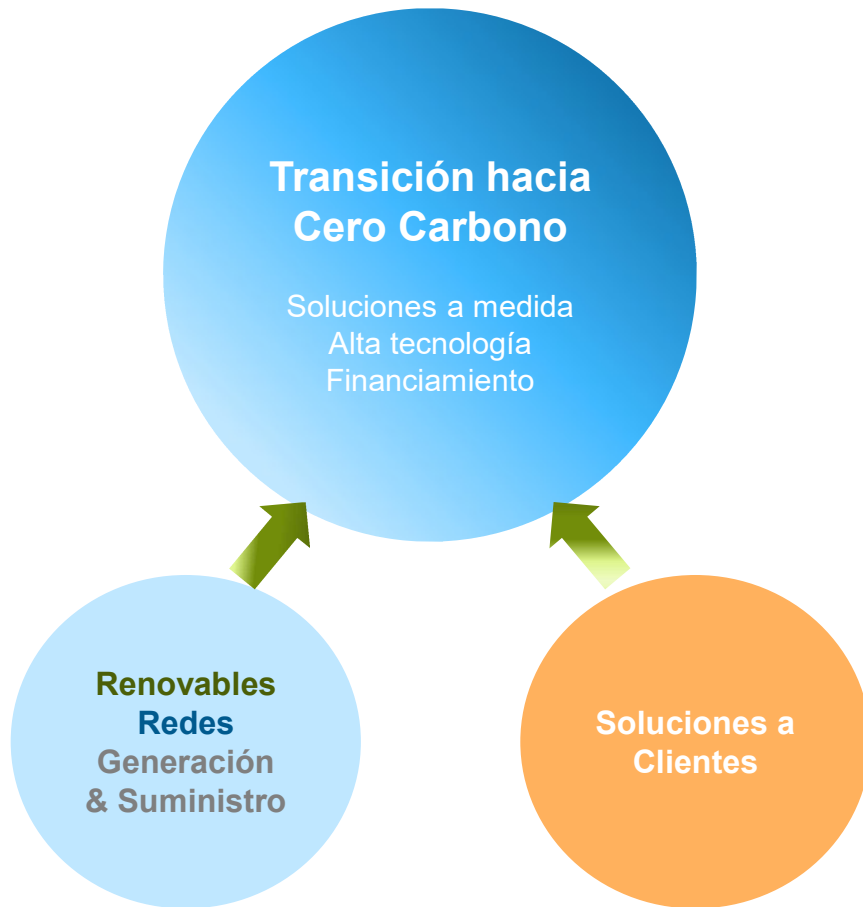 Transición hacia
Cero Carbono
Soluciones a medida
Alta tecnología
Financiamiento
Renovables
Redes
Generación
& Suministro
Soluciones a
Clientes